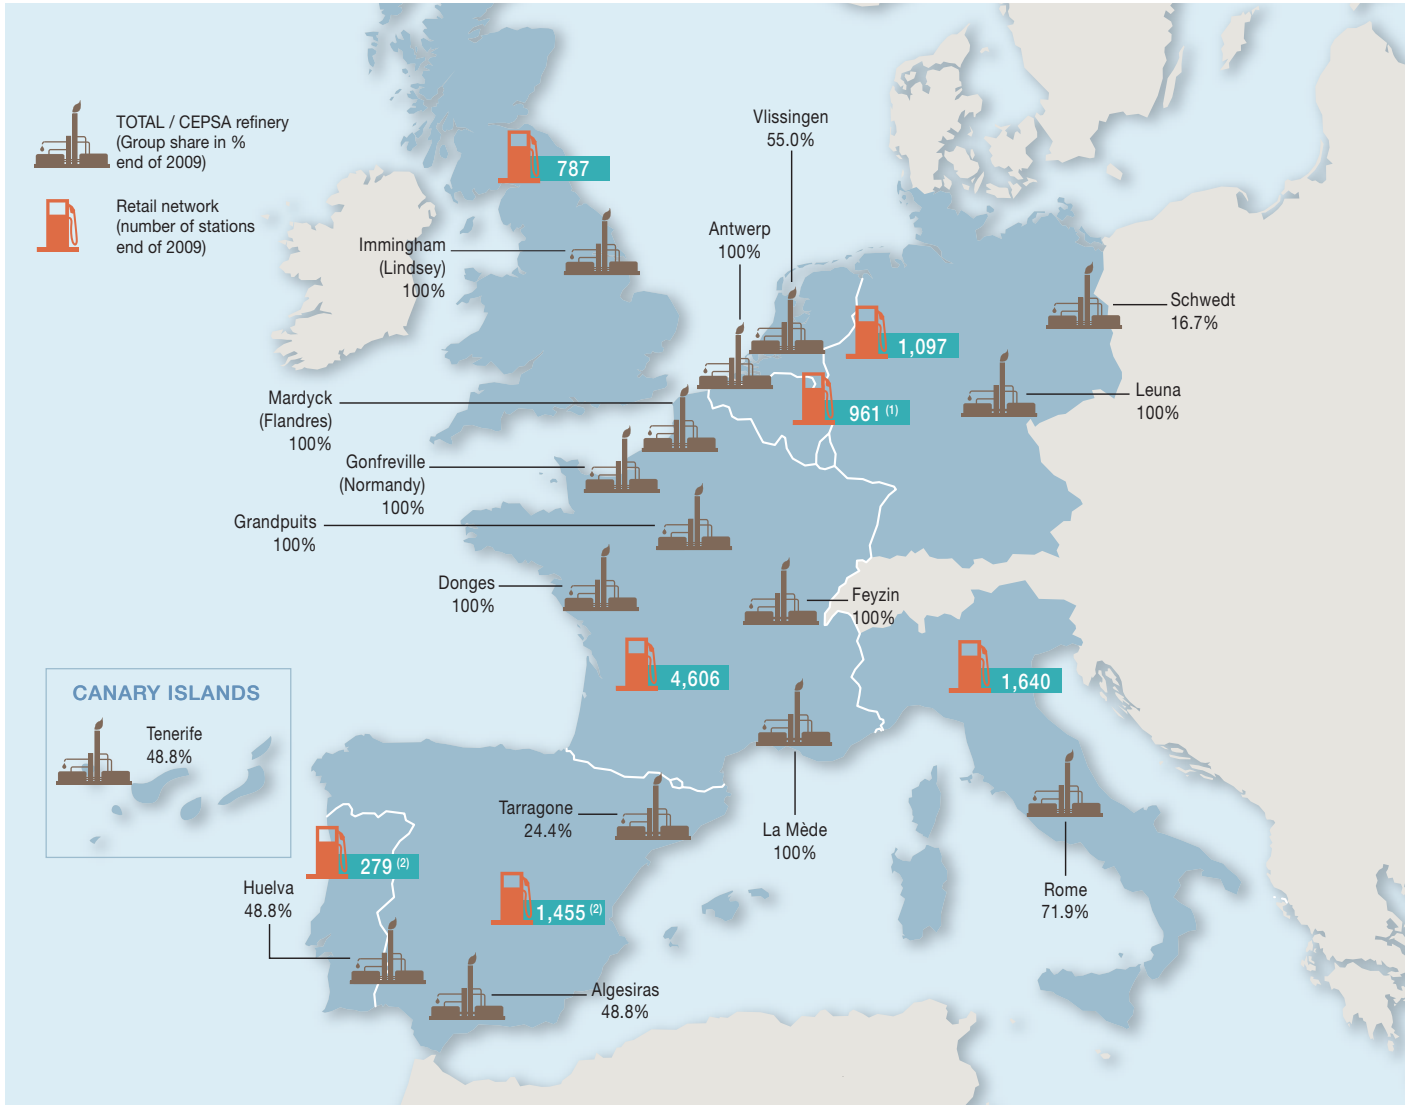 TOTAL / CEPSA refinery
(Group share in %
end of 2009)
Retail network
(number of stations
end of 2009)
787
Vlissingen
55.0%
Antwerp
100%
Immingham
(Lindsey)
100%
Schwedt
16.7%
1,097
Leuna
100%
961 (1)
Mardyck
(Flandres)
100%
Gonfreville
(Normandy)
100%
Grandpuits
100%
Donges
100%
Feyzin
100%
4,606
1,640
CANARY ISLANDS
Tenerife
48.8%
Tarragone
24.4%
La Mède
100%
279 (2)
Huelva
48.8%
1,455 (2)
Rome
71.9%
Algesiras
48.8%